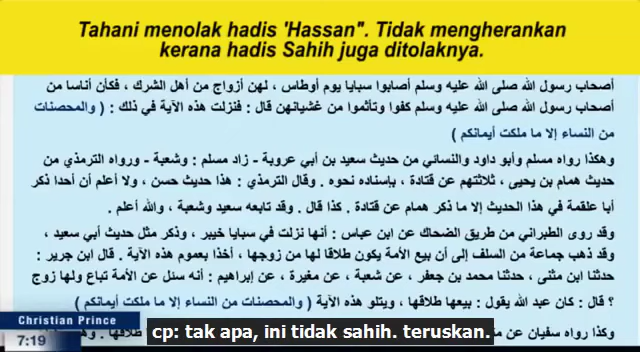 Tahani menolak hadis 'Hassan". Tidak mengherankan
kerana hadis Sahih juga ditolaknya.
أصحاب رسول الله صلى الله عليه وسلم أصابوا سبايا يوم أوطاس ، لهن أزواج من أهل الشرك ، فكأن أناسا من
أصحاب رسول الله صلى الله عليه وسلم كفوا وتأثموا من غشيانهن قال : فنزلت هذه الآية في ذلك : ( والمحصنات
من النساء إلا ما ملكت أيمانكم )
وهكذا رواه مسلم وأبو داود والنسائي من حديث سعيد بن أبي عروبة - زاد مسلم : وشعبة - ورواه الترمذي من
حديث همام بن يحيى ، ثلاثتهم عن قتادة ، بإسناده نحوه . وقال الترمذي : هذا حديث حسن ، ولا أعلم أن أحدا ذكر
أبا علقمة في هذا الحديث إلا ما ذكر همام عن قتادة . كذا قال . وقد تابعه سعيد وشعبة ، والله أعلم .
وقد روى الطبراني من طريق الضحاك عن ابن عباس : أنها نزلت في سبايا خيبر ، وذكر مثل حديث أبي سعيد ،
وقد ذهب جماعة من السلف إلى أن بيع الأمة يكون طلاقا لها من زوجها ، أخذا بعموم هذه الآية . قال ابن جرير :
حدثنا ابن مثنى ، حدثنا محمد بن جعفر ، عن شعبة ، عن مغيرة ، عن إبراهيم : أنه سئل عن الأمة تباع ولها زوج
؟ قال : كان عبد الله يقول : بيعها طلاقها ، ويتلو هذه الآية ( والمحصنات من النساء إلا ما ملكت أيمانكم )
وكذا رواه سفيان عن
Christian Prince
7:19
cp: tak apa, ini tidak sahih. teruskan.